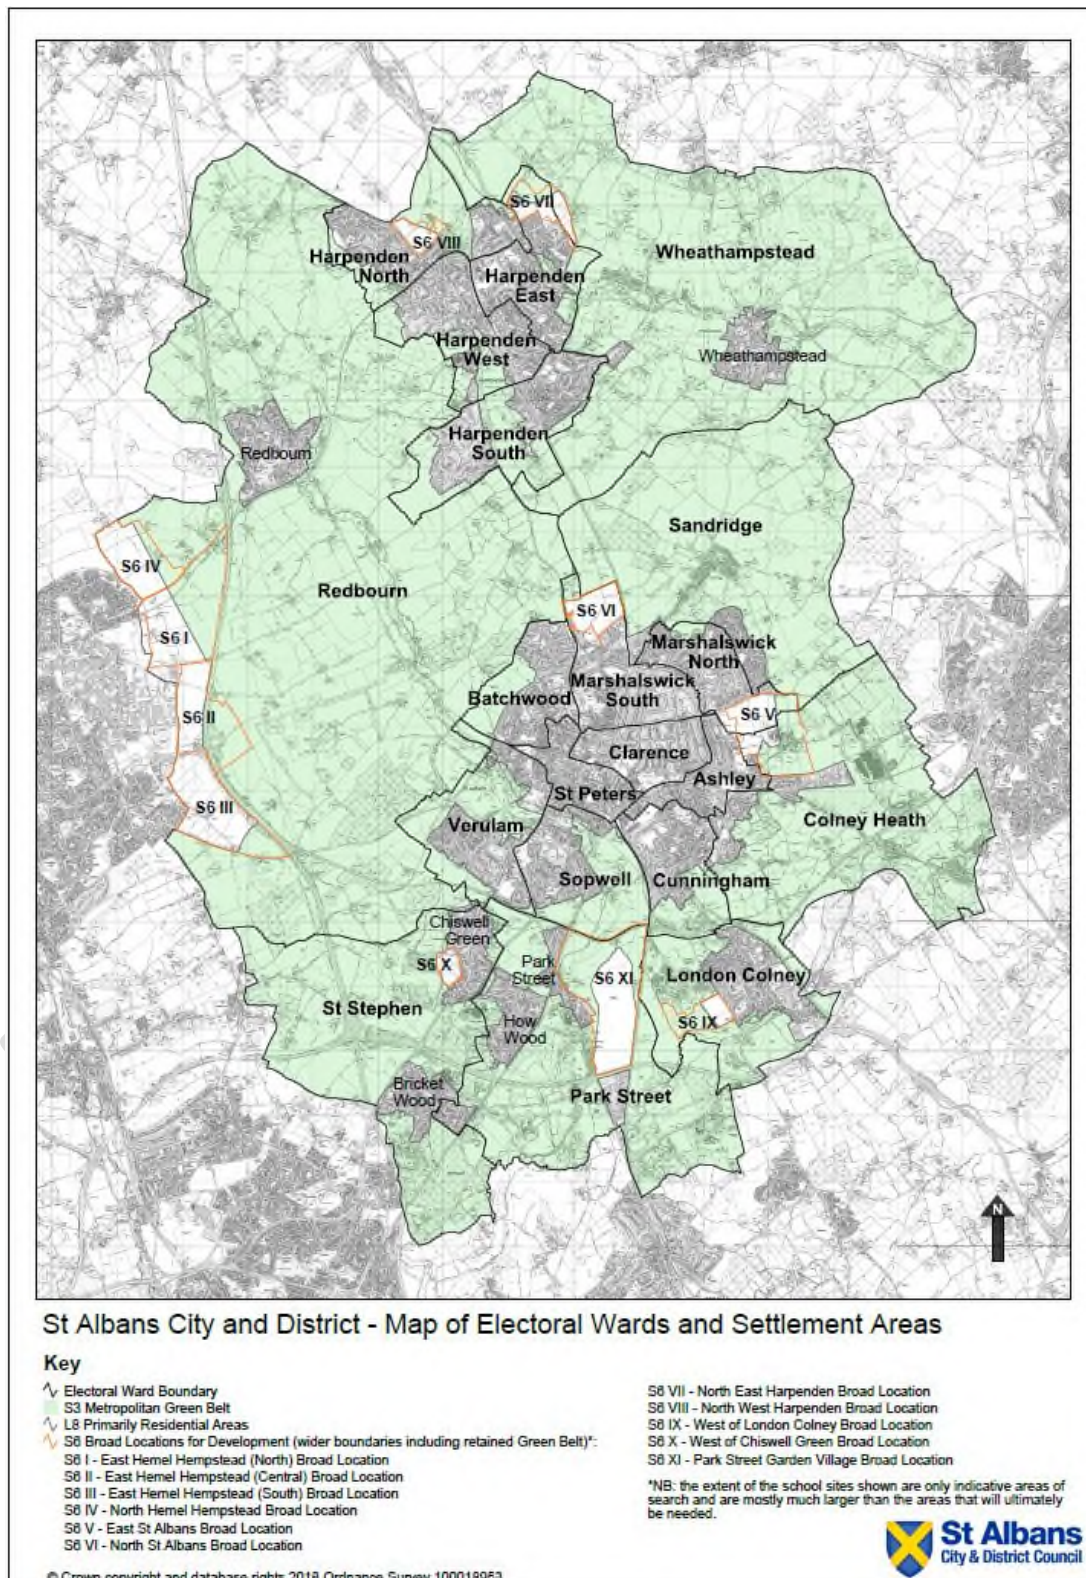 S6 VII
S6 VIII
Harpenden
North
Harpenden
East
Wheathampstead
Harpenden
West
Wheathampstead
Harpenden
South
Redbourn
Sandridge
S6 IV
Redbourn
S6 VI
S6 I
Marshalswick
North
Marshalswick
South
Batchwood
S6 II
S6 V
Clarence
Ashley
St Peters
S6 III
Verulam
Colney Heath
Sopwell
Cunningham
Chiswell
Green
S6 X
Park
Street
S6 XI
London Colney
St Stephen
How
Wood
S6 IX
Bricket
Wood
Park Street
N
St Albans City and District - Map of Electoral Wards and Settlement Areas
Key
Electoral Ward Boundary
S3 Metropolitan Green Belt
L8 Primarily Residential Areas
S6 Broad Locations for Development (wider boundaries including retained Green Belt)*:
S6 I - East Hemel Hempstead (North) Broad Location
S6 II - East Hemel Hempstead (Central) Broad Location
S6 III - East Hemel Hempstead (South) Broad Location
S6 IV - North Hemel Hempstead Broad Location
S6 V - East St Albans Broad Location
S6 VI - North St Albans Broad Location
S6 VII - North East Harpenden Broad Location
S6 VIII - North West Harpenden Broad Location
S6 IX - West of London Colney Broad Location
S6 X - West of Chiswell Green Broad Location
S6 XI - Park Street Garden Village Broad Location
*NB: the extent of the school sites shown are only indicative areas of
search and are mostly much larger than the areas that will ultimately
be needed.
St Albans
City & District Council
© Crown copyright and database rights 2018 Ordnance Survey